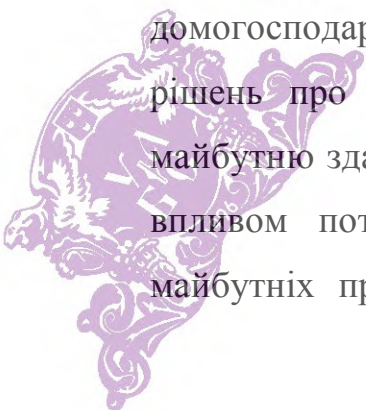 домогосподар
рішень про
майбутню зда
впливом пот
майбутніх пр